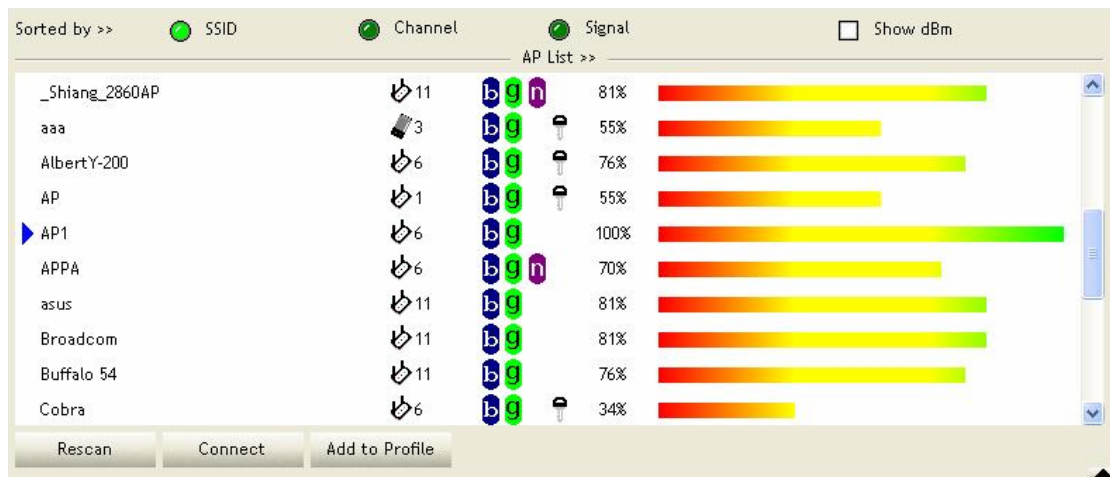 Sorted by >> SSID Channel Signal Show dBm
AP List >>
_Shiang_2860AP 11 b g n 81%
aaa 3 b g 55%
AlbertY-200 6 b g 76%
AP 1 b g 55%
AP1 6 b g 100%
APPA 6 b g n 70%
asus 11 b g 81%
Broadcom 11 b g 81%
Buffalo 54 11 b g 76%
Cobra 6 b g 34%
Rescan Connect Add to Profile